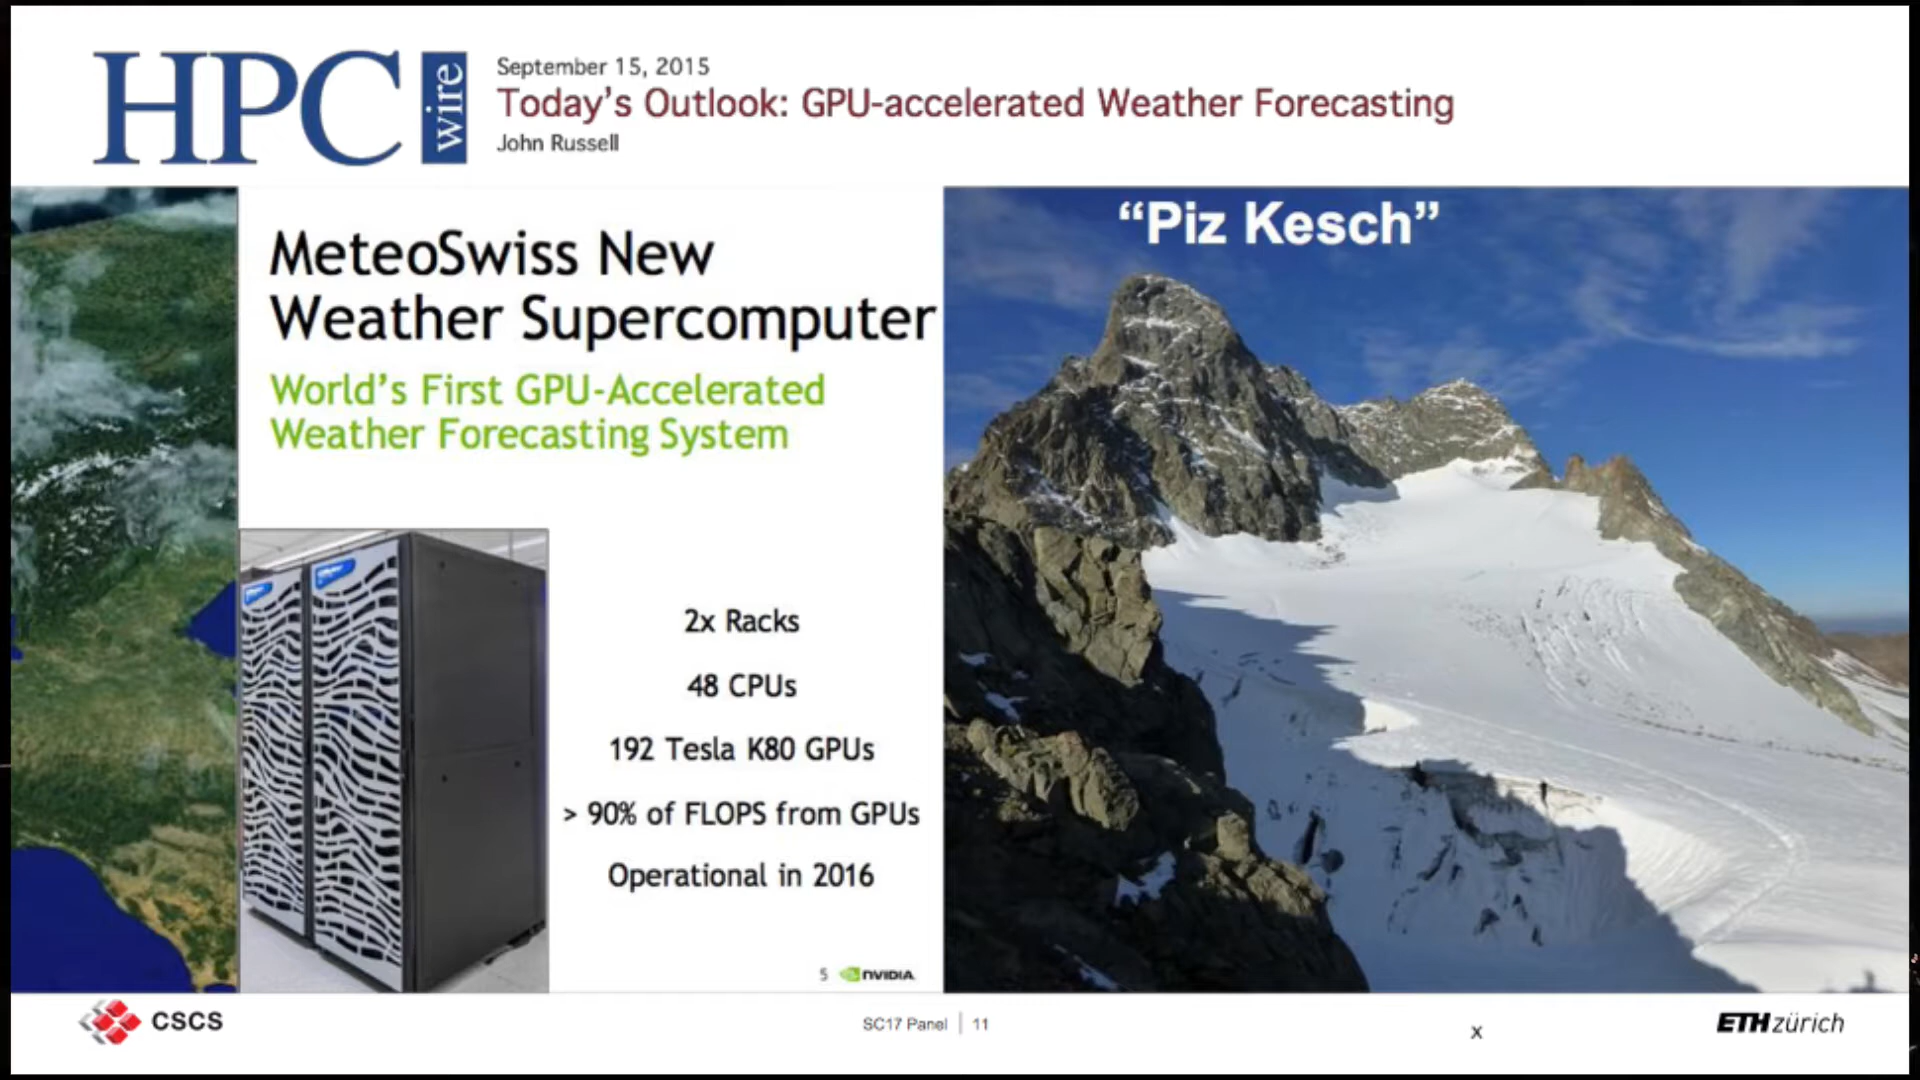 HPC wire
September 15, 2015
Today's Outlook: GPU-accelerated Weather Forecasting
John Russell
MeteoSwiss New
Weather Supercomputer
World's First GPU-Accelerated
Weather Forecasting System
2x Racks
48 CPUs
192 Tesla K80 GPUs
> 90% of FLOPS from GPUs
Operational in 2016
5 NVIDIA
“Piz Kesch”
CSCS
SC17 Panel | 11
x
ETH zürich